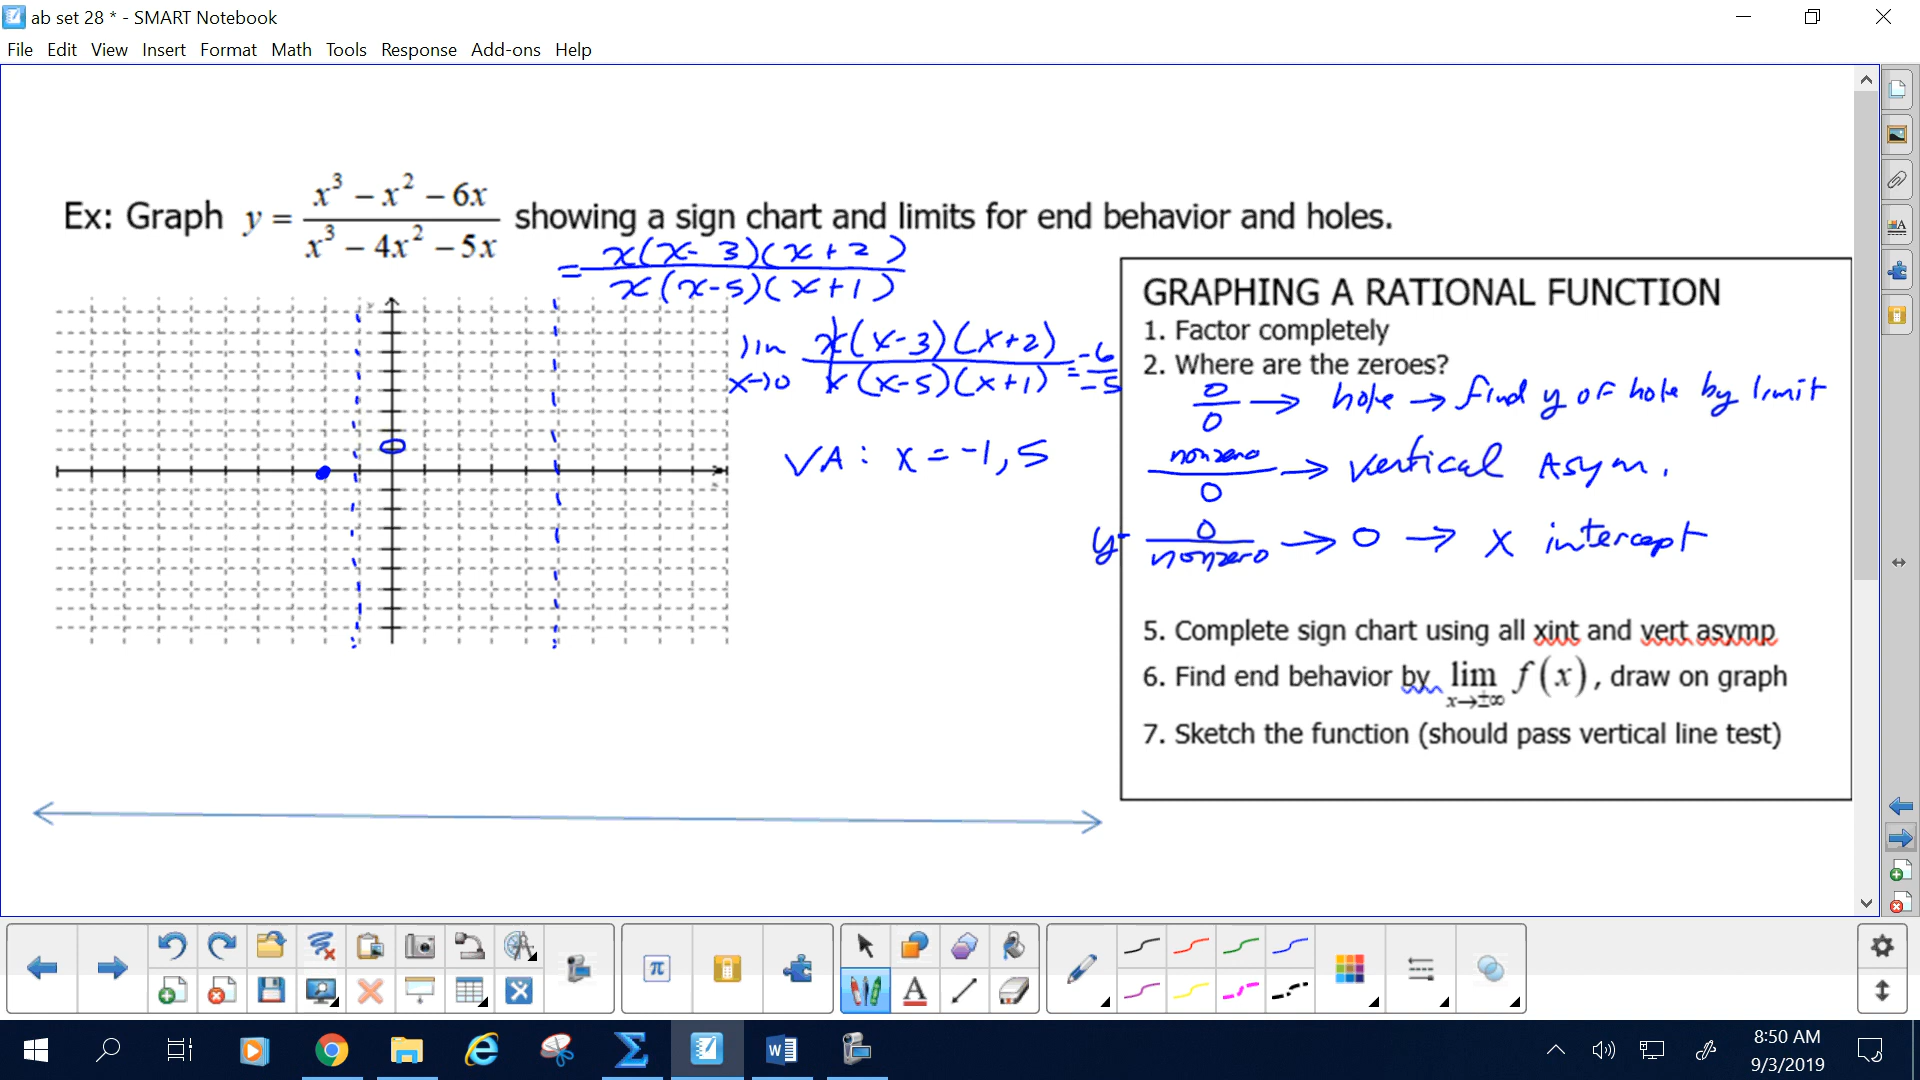 ab set 28 * - SMART Notebook
File Edit View Insert Format Math Tools Response Add-ons Help
Ex: Graph y = (x³ − x² − 6x)/(x³ − 4x² − 5x) showing a sign chart and limits for end behavior and holes.
= x(x-3)(x+2)/x(x-5)(x+1)
lim x→0 x(x-3)(x+2)/x(x-5)(x+1) = -6/-5
VA: x = -1, 5
GRAPHING A RATIONAL FUNCTION
1. Factor completely
2. Where are the zeroes?
0/0 → hole → find y of hole by limit
nonzero/0 → vertical Asym.
y= 0/nonzero → 0 → x intercept
5. Complete sign chart using all xint and vert asymp
6. Find end behavior by lim x→±∞ f(x), draw on graph
7. Sketch the function (should pass vertical line test)
8:50 AM
9/3/2019